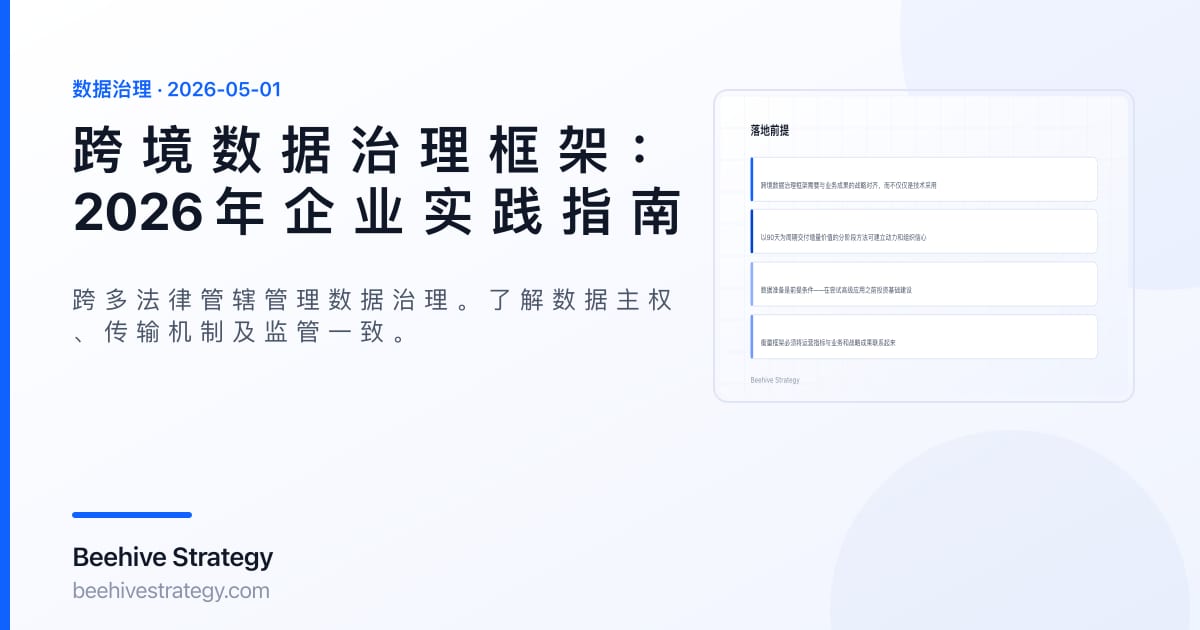 数据治理 · 2026-05-01
跨境数据治理框架：
2026年企业实践指南
跨多法律管辖管理数据治理。了解数据主权
、传输机制及监管一致。
落地前提
跨境数据治理框架需要与业务成果的战略对齐，而不仅仅是技术采用
以90天为周期交付增量价值的分阶段方法可建立动力和组织信心
数据准备是前提条件——在尝试高级应用之前投资基础建设
衡量框架必须将运营指标与业务和战略成果联系起来
Beehive Strategy
Beehive Strategy
beehivestrategy.com